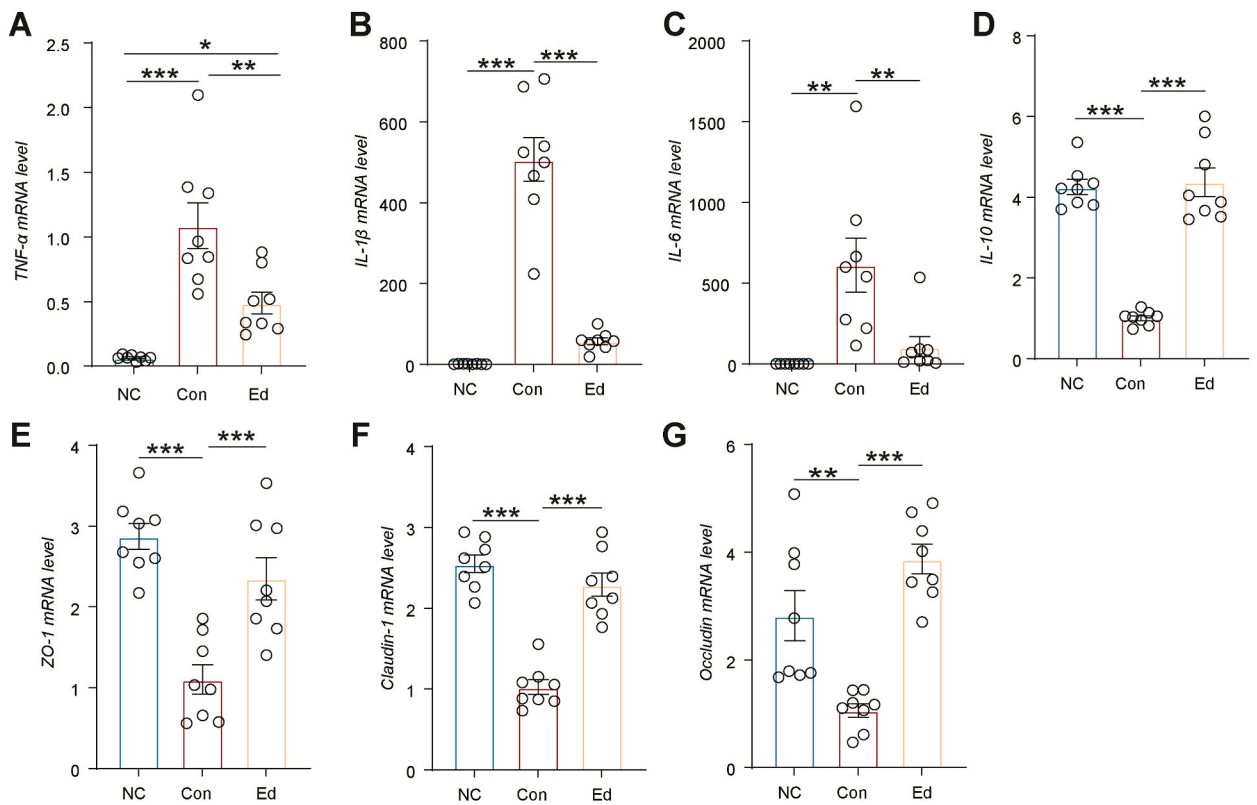 A
TNF-α mRNA level
2.5
2.0
1.5
1.0
0.5
0.0
*
***
**
NC Con Ed
B
IL-1β mRNA level
800
600
400
200
0
***
***
NC Con Ed
C
IL-6 mRNA level
2000
1500
1000
500
0
**
**
NC Con Ed
D
IL-10 mRNA level
8
6
4
2
0
***
***
NC Con Ed
E
ZO-1 mRNA level
4
3
2
1
0
***
***
NC Con Ed
F
Claudin-1 mRNA level
4
3
2
1
0
***
***
NC Con Ed
G
Occludin mRNA level
6
4
2
0
**
***
NC Con Ed